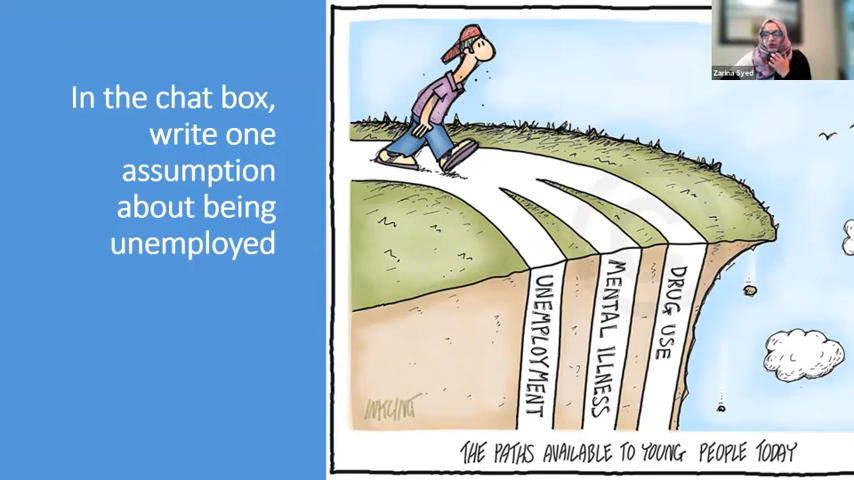 In the chat box,
write one
assumption
about being
unemployed
Zarina Syed
UNEMPLOYMENT
MENTAL ILLNESS
DRUG USE
THE PATHS AVAILABLE TO YOUNG PEOPLE TODAY